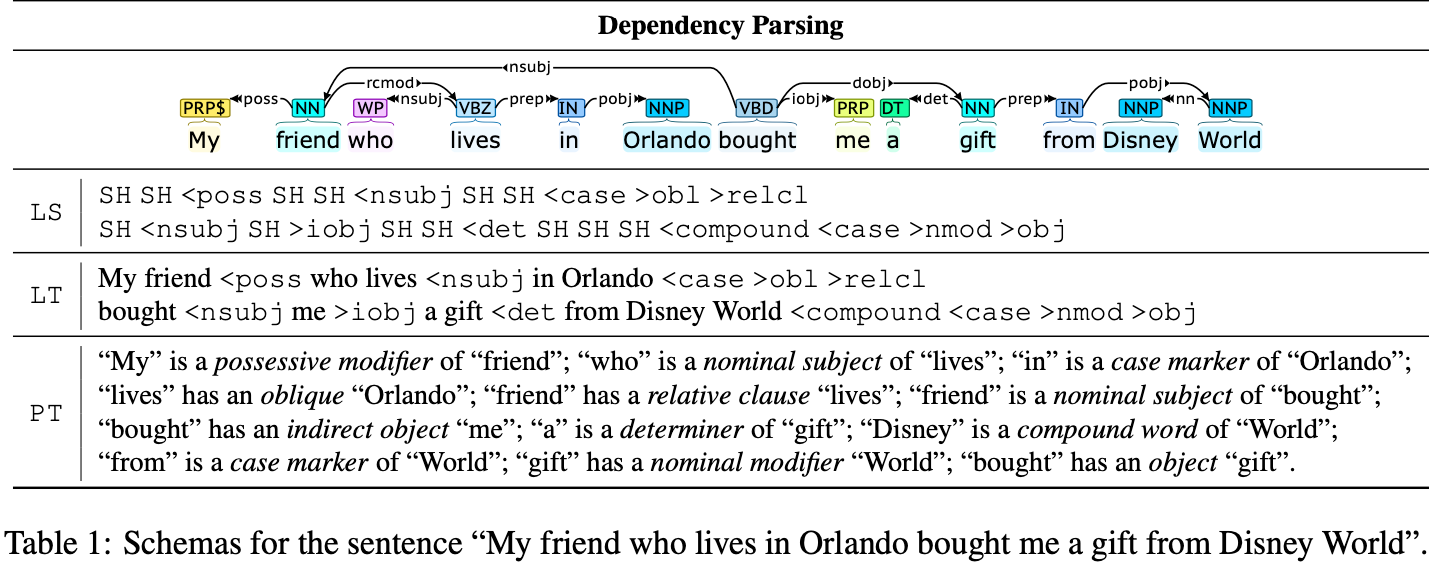 Dependency Parsing
nsubj
rcmod dobj pobj
poss nsubj prep pobj iobj det prep nn
PRP$ NN WP VBZ IN NNP VBD PRP DT NN IN NNP NNP
My friend who lives in Orlando bought me a gift from Disney World
LS
SH SH <poss SH SH <nsubj SH SH <case >obl >relcl
SH <nsubj SH >iobj SH SH <det SH SH SH <compound <case >nmod >obj
LT
My friend <poss who lives <nsubj in Orlando <case >obl >relcl
bought <nsubj me >iobj a gift <det from Disney World <compound <case >nmod >obj
PT
“My” is a possessive modifier of “friend”; “who” is a nominal subject of “lives”; “in” is a case marker of “Orlando”;
“lives” has an oblique “Orlando”; “friend” has a relative clause “lives”; “friend” is a nominal subject of “bought”;
“bought” has an indirect object “me”; “a” is a determiner of “gift”; “Disney” is a compound word of “World”;
“from” is a case marker of “World”; “gift” has a nominal modifier “World”; “bought” has an object “gift”.
Table 1: Schemas for the sentence “My friend who lives in Orlando bought me a gift from Disney World”.